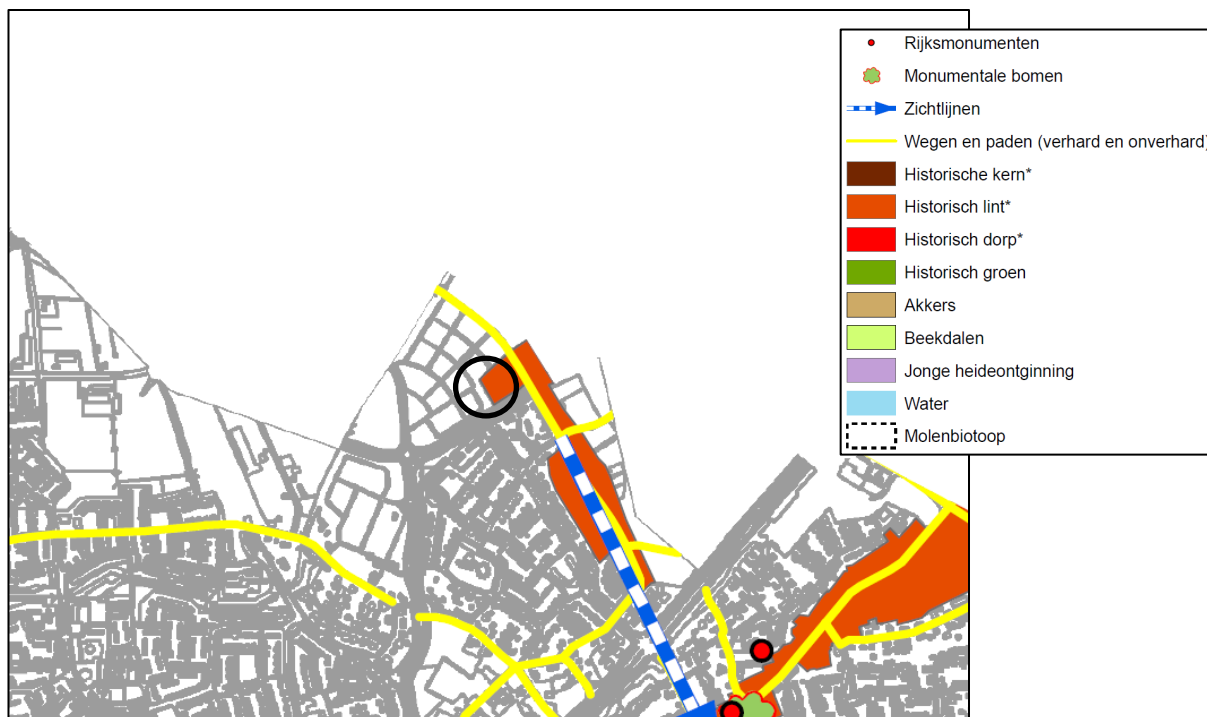 Rijksmonumenten
Monumentale bomen
Zichtlijnen
Wegen en paden (verhard en onverhard)
Historische kern*
Historisch lint*
Historisch dorp*
Historisch groen
Akkers
Beekdalen
Jonge heideontginning
Water
Molenbiotoop